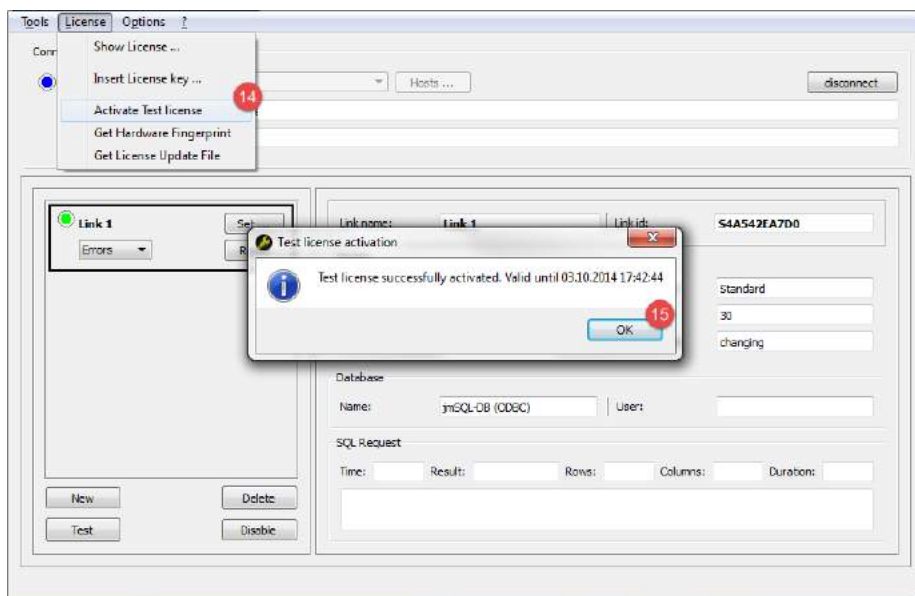 Tools License Options ?
Conr
Show License ...
Insert License key ...
Hosts ...
disconnect
14
Activate Test license
Get Hardware Fingerprint
Get License Update File
Link 1
Set
Link name: Link 1 Link id: S4A542EA7D0
Errors
R
Test license activation
Test license successfully activated. Valid until 03.10.2014 17:42:44
Standard
30
15
OK
changing
Database
Name: jmSQL-DB (ODBC) User:
SQL Request
Time: Result: Rows: Columns: Duration:
New Delete
Test Disable